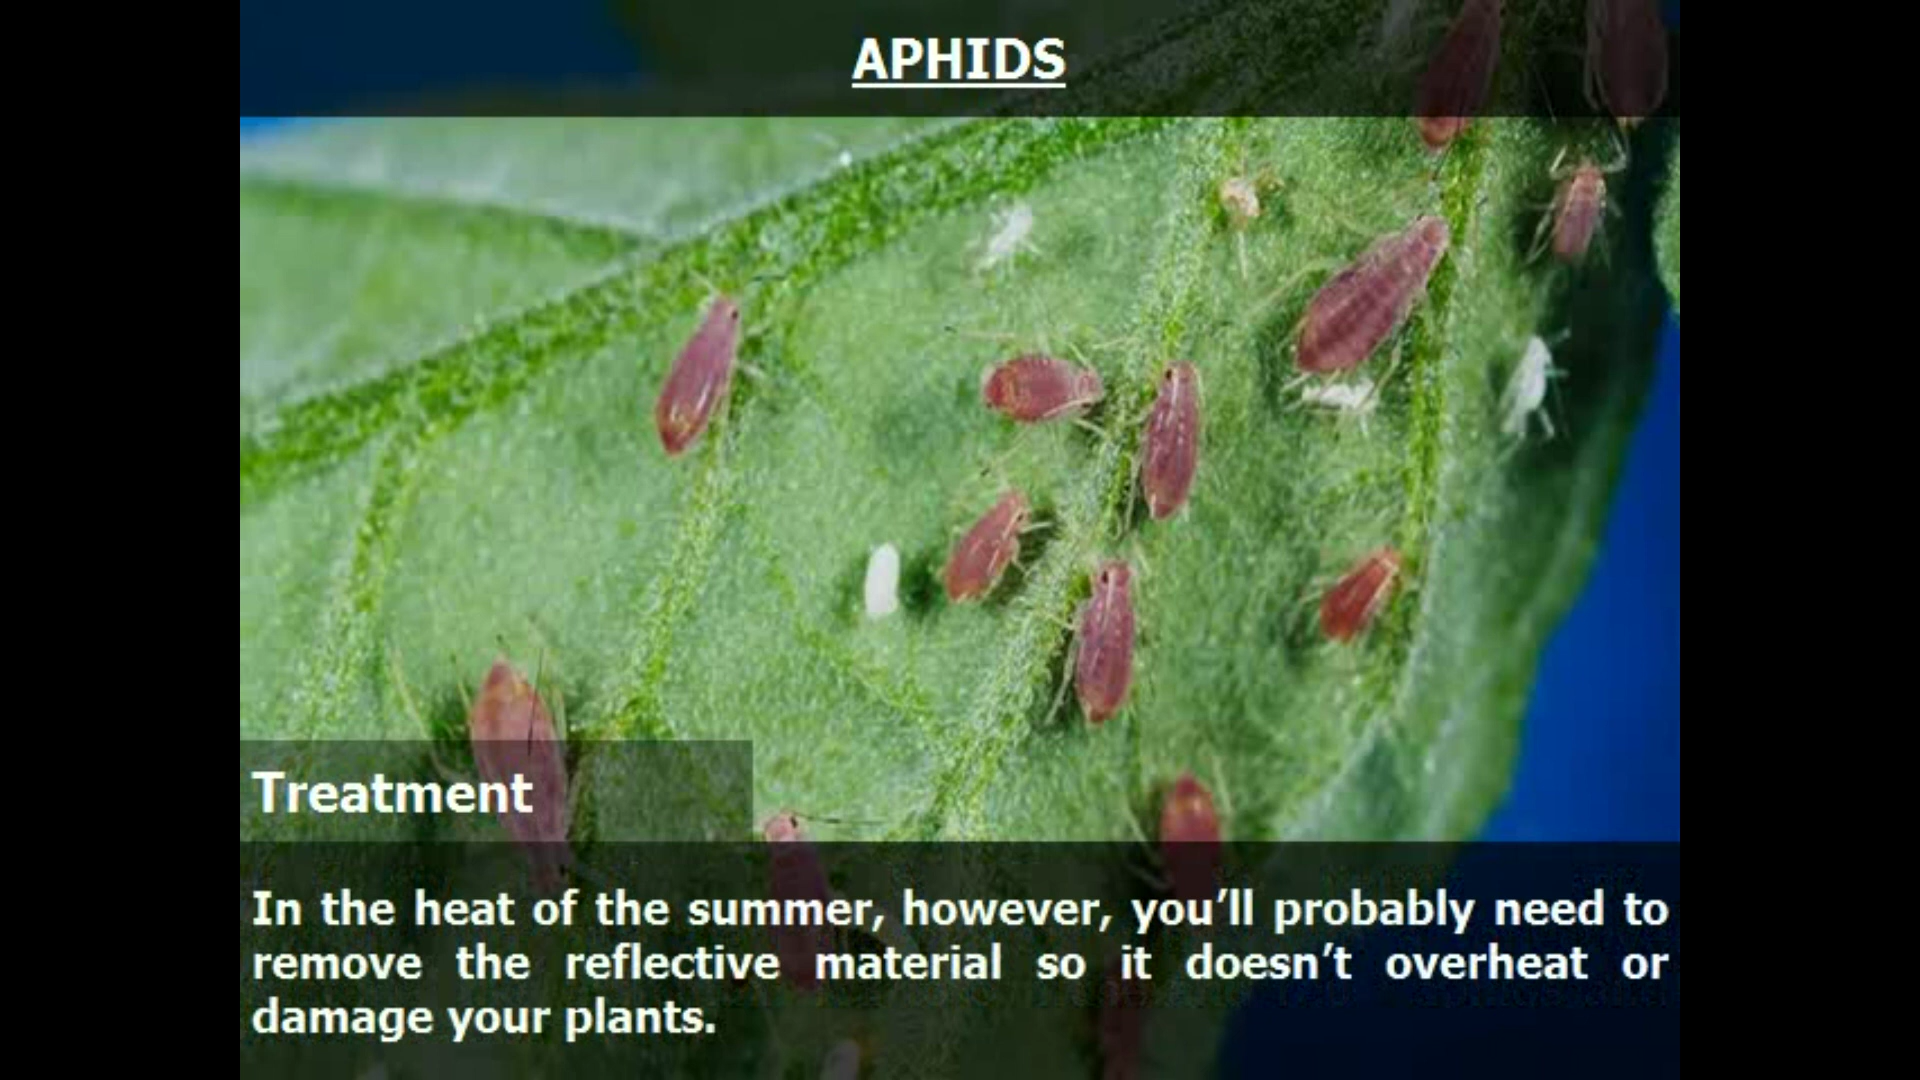 APHIDS
Treatment
In the heat of the summer, however, you’ll probably need to
remove the reflective material so it doesn’t overheat or
damage your plants.